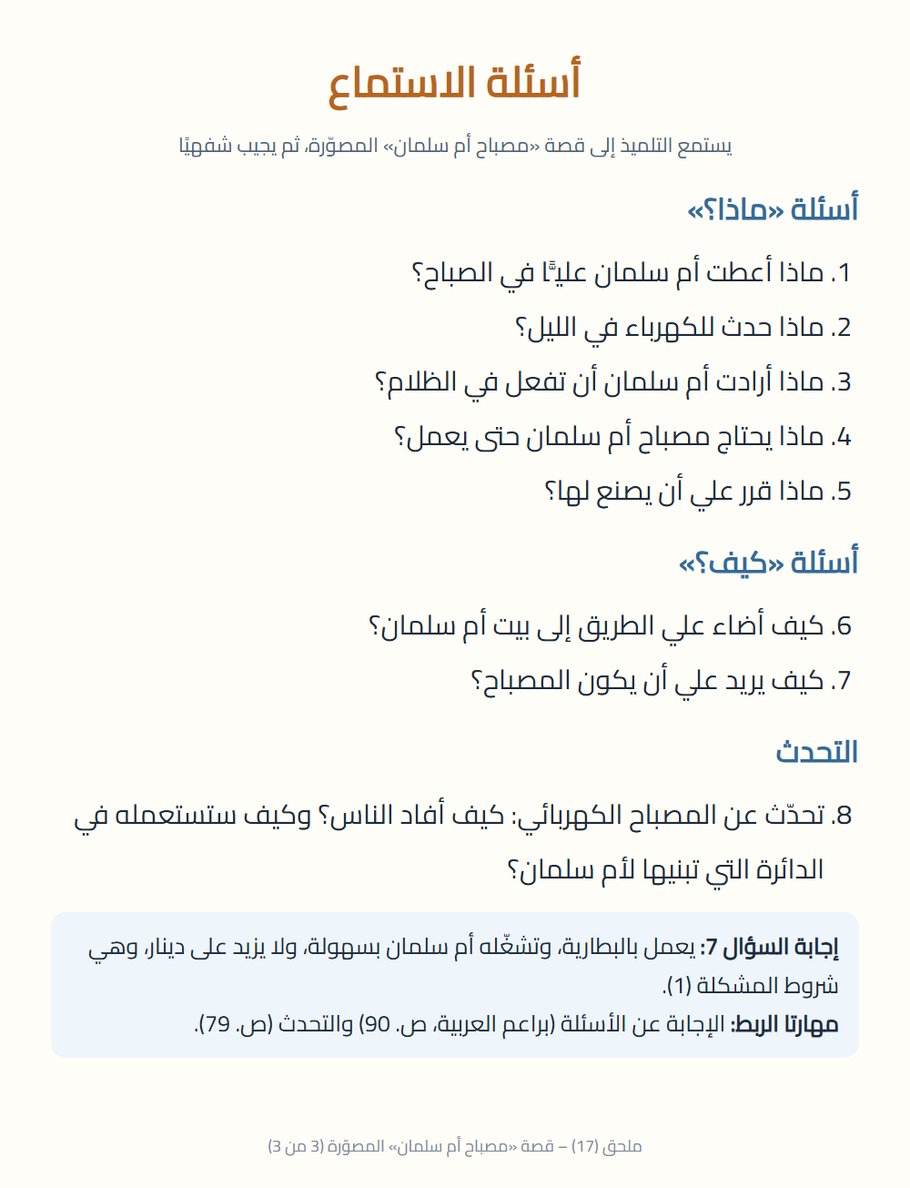 أسئلة الاستماع
يستمع التلميذ إلى قصة «مصباح أم سلمان» المصوّرة، ثم يجيب شفهيًا
أسئلة «ماذا؟»
1. ماذا أعطت أم سلمان عليًّا في الصباح؟
2. ماذا حدث للكهرباء في الليل؟
3. ماذا أرادت أم سلمان أن تفعل في الظلام؟
4. ماذا يحتاج مصباح أم سلمان حتى يعمل؟
5. ماذا قرر علي أن يصنع لها؟
أسئلة «كيف؟»
6. كيف أضاء علي الطريق إلى بيت أم سلمان؟
7. كيف يريد علي أن يكون المصباح؟
التحدث
8. تحدّث عن المصباح الكهربائي: كيف أفاد الناس؟ وكيف ستستعمله في
الدائرة التي تبنيها لأم سلمان؟
إجابة السؤال 7: يعمل بالبطارية، وتشغّله أم سلمان بسهولة، ولا يزيد على دينار، وهي
شروط المشكلة (1).
مهارتا الربط: الإجابة عن الأسئلة (براعم العربية، ص. 90) والتحدث (ص. 79).
ملحق (17) – قصة «مصباح أم سلمان» المصوّرة (3 من 3)